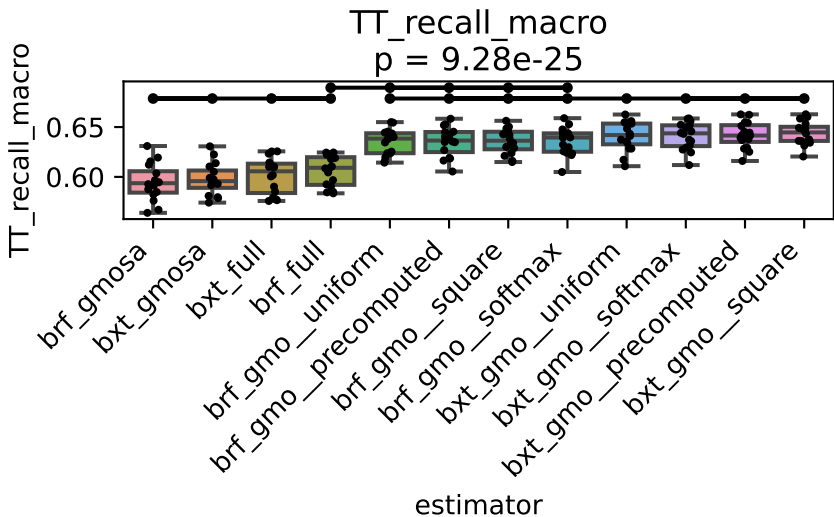 TT_recall_macro
p = 9.28e-25
TT_recall_macro
0.65
0.60
brf_gmosa
bxt_gmosa
bxt_full
brf_full
brf_gmo__uniform
brf_gmo__precomputed
brf_gmo__square
brf_gmo__softmax
bxt_gmo__uniform
bxt_gmo__softmax
bxt_gmo__precomputed
bxt_gmo__square
estimator